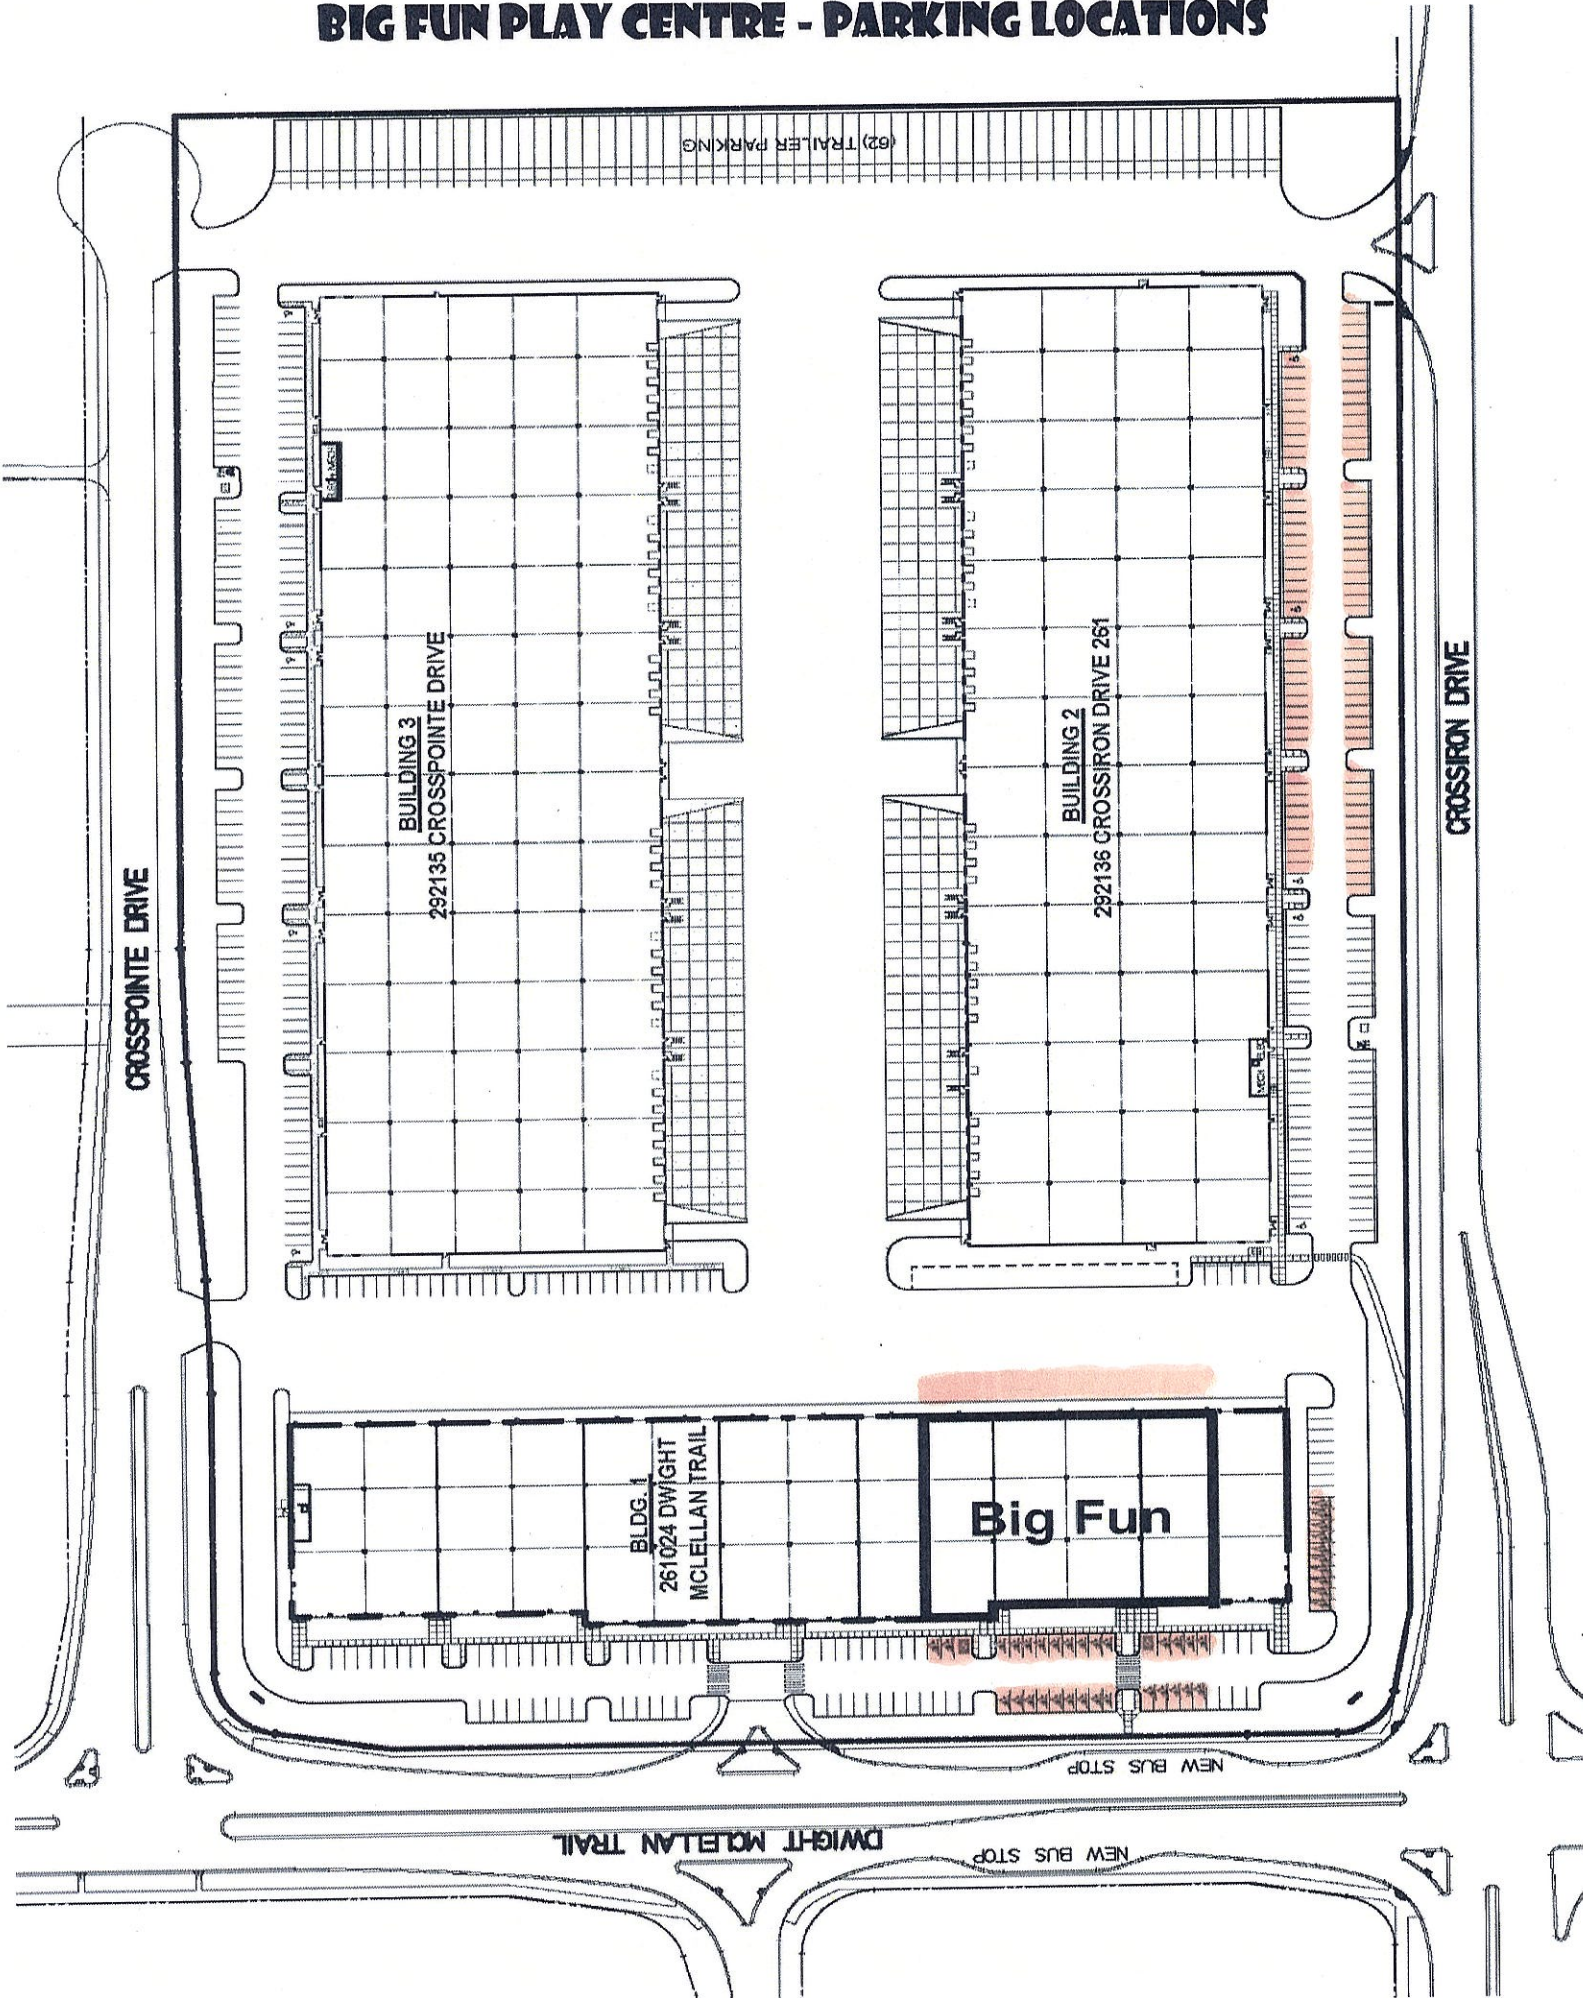 BIG FUN PLAY CENTRE - PARKING LOCATIONS
(62) TRAILER PARKING
BUILDING 3
292135 CROSSPOINTE DRIVE
BUILDING 2
292136 CROSSIRON DRIVE 261
CROSSPOINTE DRIVE
CROSSIRON DRIVE
MECH
BLDG. 1
261024 DWIGHT
MCLELLAN TRAIL
Big Fun
NEW BUS STOP
DWIGHT MCLELLAN TRAIL
NEW BUS STOP